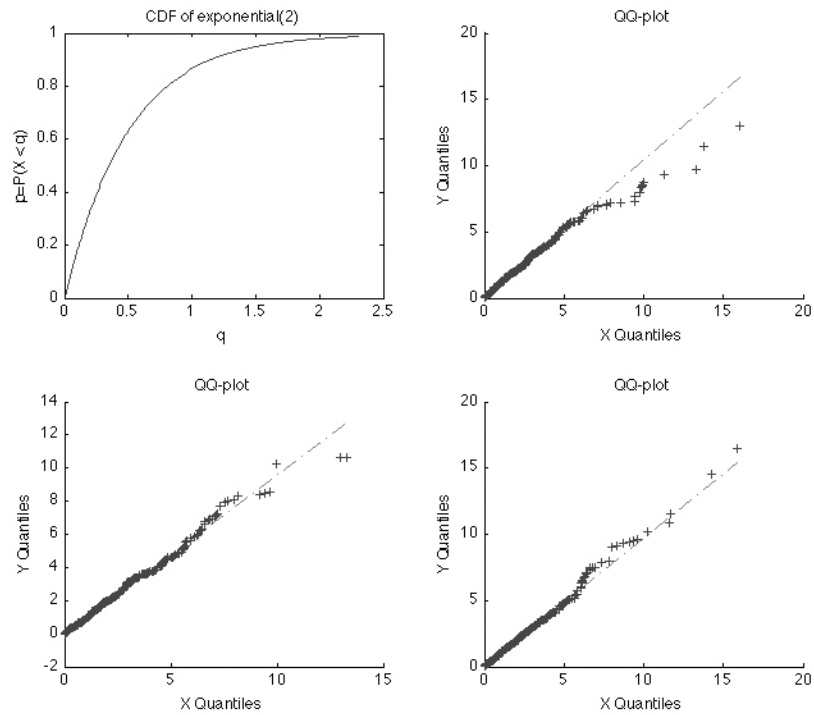 CDF of exponential(2)
1
0.8
0.6
0.4
0.2
0
p=P(X < q)
0 0.5 1 1.5 2 2.5
q
QQ-plot
20
15
10
5
0
Y Quantiles
0 5 10 15 20
X Quantiles
QQ-plot
14
12
10
8
6
4
2
0
-2
Y Quantiles
0 5 10 15
X Quantiles
QQ-plot
20
15
10
5
0
Y Quantiles
0 5 10 15 20
X Quantiles